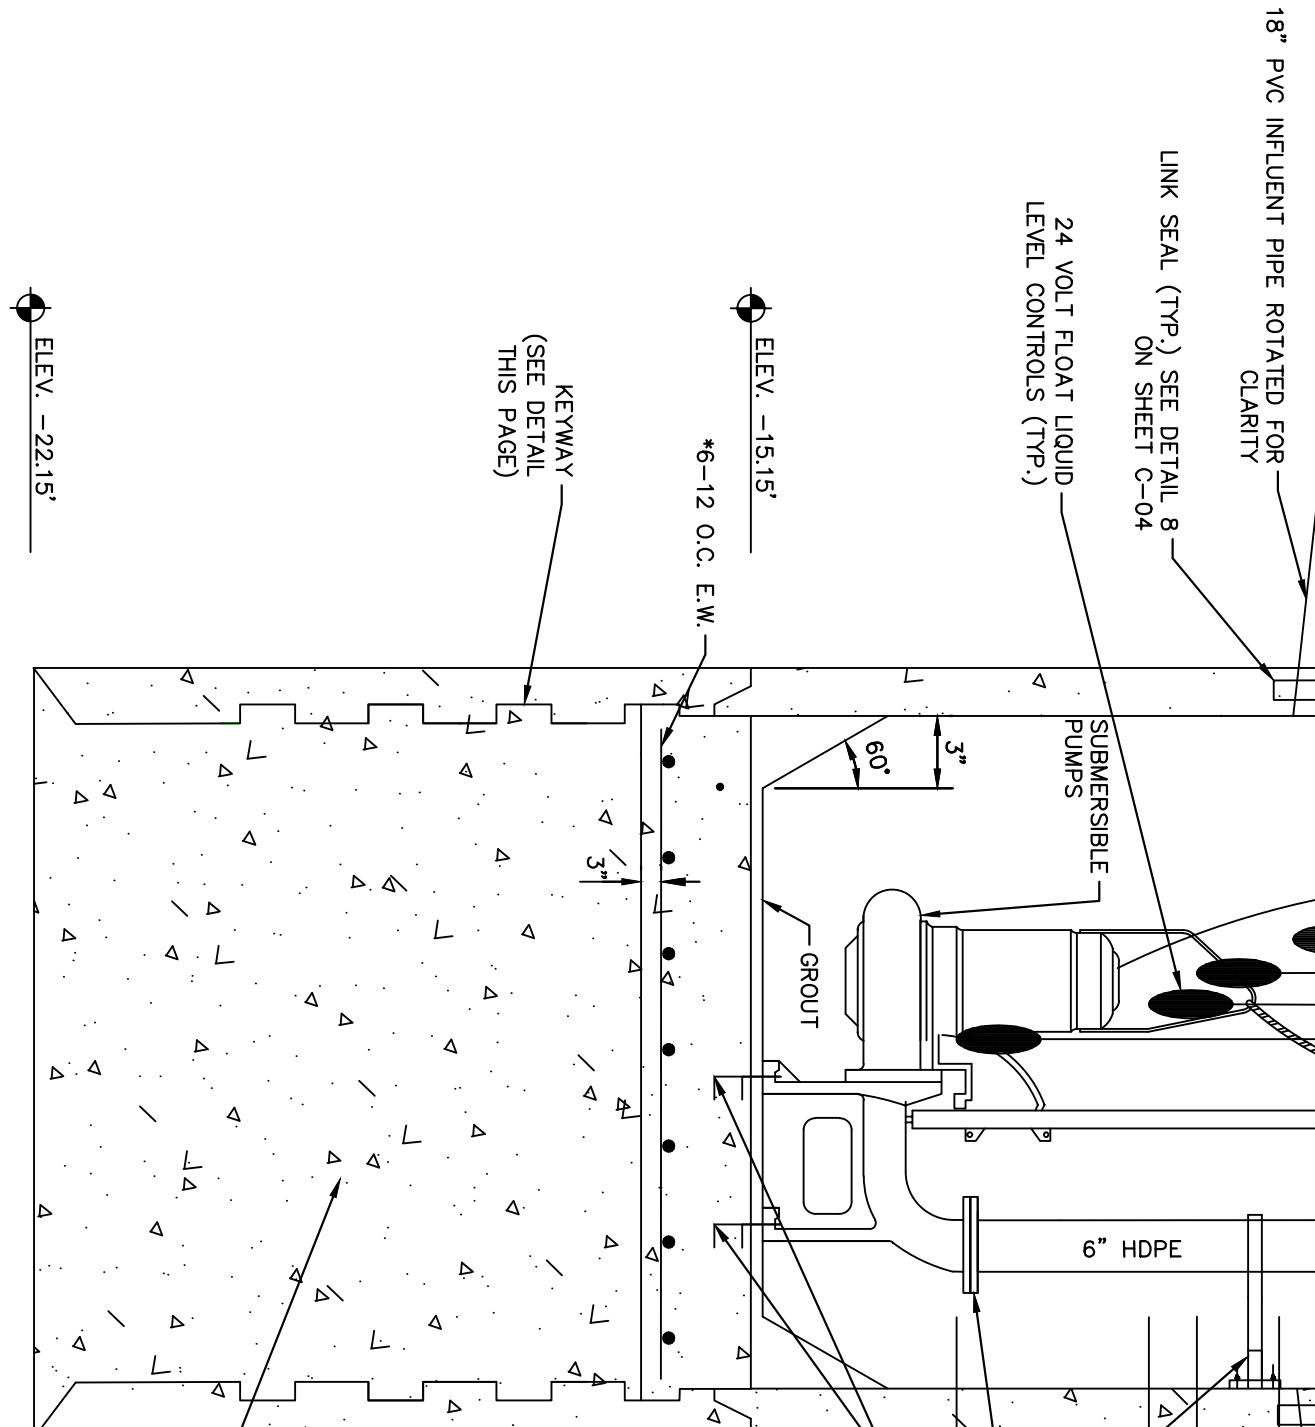 18" PVC INFLUENT PIPE ROTATED FOR
CLARITY
LINK SEAL (TYP.) SEE DETAIL 8
ON SHEET C-04
24 VOLT FLOAT LIQUID
LEVEL CONTROLS (TYP.)
ELEV. -15.15'
*6-12 O.C. E.W.
KEYWAY
(SEE DETAIL
THIS PAGE)
ELEV. -22.15'
SUBMERSIBLE
PUMPS
3"
60°
GROUT
3"
6" HDPE